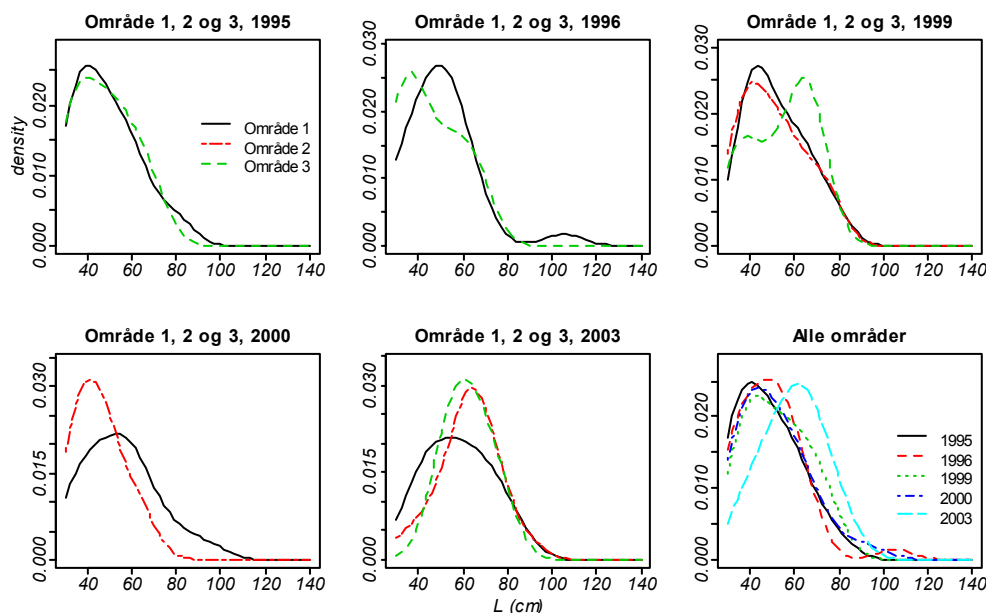 Område 1, 2 og 3, 1995
Område 1, 2 og 3, 1996
Område 1, 2 og 3, 1999
density
0.000 0.010 0.020
Område 1
Område 2
Område 3
40 60 80 100 120 140
0.000 0.010 0.020 0.030
40 60 80 100 120 140
0.000 0.010 0.020 0.030
40 60 80 100 120 140
Område 1, 2 og 3, 2000
Område 1, 2 og 3, 2003
Alle områder
0.000 0.015 0.030
40 60 80 100 120 140
0.000 0.015 0.030
40 60 80 100 120 140
L (cm)
0.000 0.010 0.020
1995
1996
1999
2000
2003
40 60 80 100 120 140